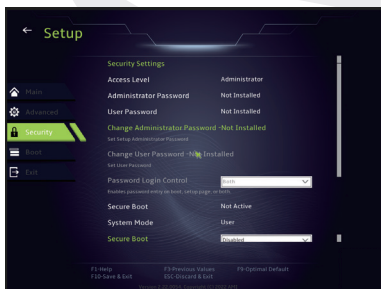 ← Setup
Security Settings
Access Level Administrator
Administrator Password Not Installed
User Password Not Installed
Change Administrator Password -Not Installed
Set Setup Administrator Password
Change User Password -Not Installed
Set User Password
Password Login Control Both
Enables password entry on boot, setup page, or both.
Secure Boot Not Active
System Mode User
Secure Boot Disabled
Main
Advanced
Security
Boot
Exit
F1-Help F3-Previous Values F9-Optimal Default
F10-Save & Exit ESC-Discard & Exit